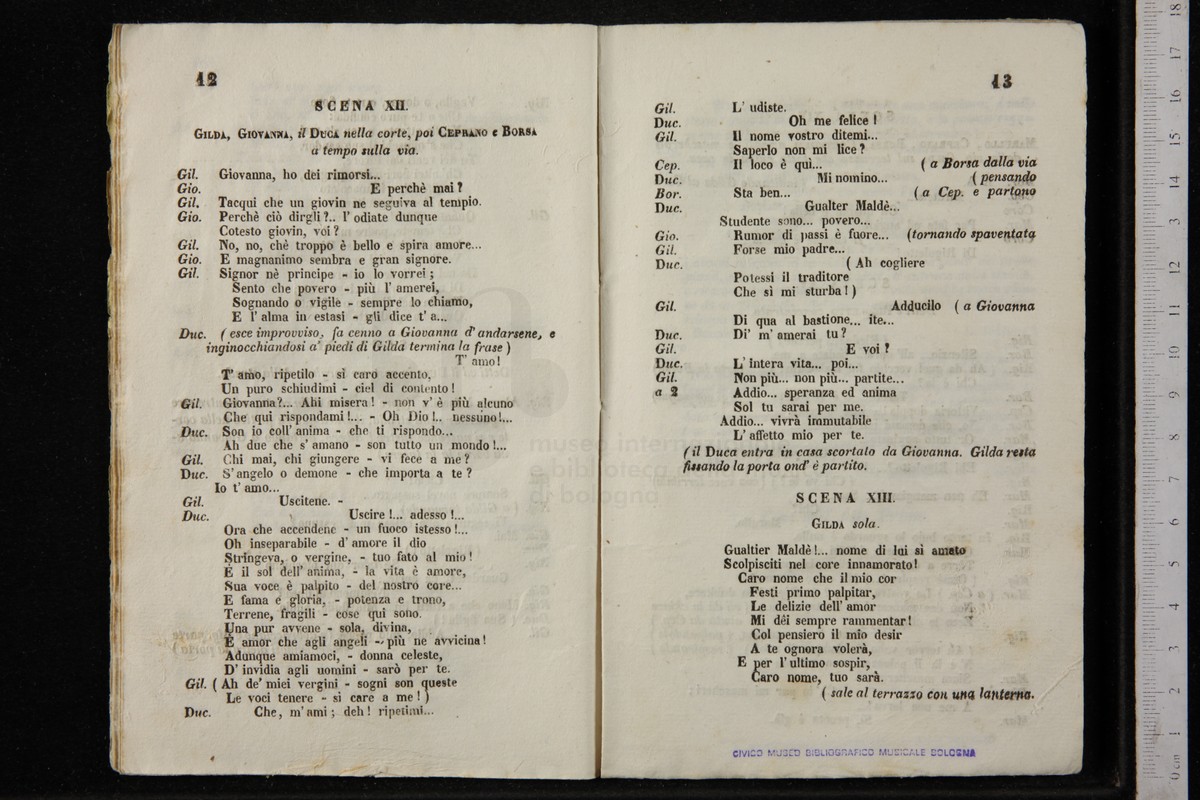 12
SCENA XII.
GILDA, GIOVANNA, il DUCA nella corte, poi CEPRANO e BORSA
a tempo sulla via.
Gil. Giovanna, ho dei rimorsi...
Gio. E perchè mai?
Gil. Tacqui che un giovin ne seguiva al tempio.
Gio. Perchè ciò dirgli?.. l' odiate dunque
Cotesto giovin, voi?
Gil. No, no, chè troppo è bello e spira amore...
Gio. E magnanimo sembra e gran signore.
Gil. Signor nè principe - io lo vorrei;
Sento che povero - più l' amerei,
Sognando o vigile - sempre lo chiamo,
E l' alma in estasi - gli dice t' a...
Duc. (esce improvviso, fa cenno a Giovanna d' andarsene, e
inginocchiandosi a' piedi di Gilda termina la frase)
T' amo!
T' amo, ripetilo - sì caro accento,
Un puro schiudimi - ciel di contento!
Gil. Giovanna?... Ahi misera! - non v' è più alcuno
Che qui rispondami!... - Oh Dio!.. nessuno!...
Duc. Son io coll' anima - che ti rispondo...
Ah due che s' amano - son tutto un mondo!...
Gil. Chi mai, chi giungere - vi fece a me?
Duc. S' angelo o demone - che importa a te?
Io t' amo...
Gil. Uscitene. -
Duc. Uscire!... adesso!...
Ora che accendene - un fuoco istesso!...
Oh inseparabile - d' amore il dio
Stringeva, o vergine, - tuo fato al mio!
È il sol dell' anima, - la vita è amore,
Sua voce è palpito - del nostro core...
E fama e gloria, - potenza e trono,
Terrene, fragili - cose qui sono.
Una pur avvene - sola, divina,
È amor che agli angeli - più ne avvicina!
Adunque amiamoci, - donna celeste,
D' invidia agli uomini - sarò per te.
Gil. (Ah de' miei vergini - sogni son queste
Le voci tenere - sì care a me!)
Duc. Che, m' ami; deh! ripetimi...
13
Gil. L' udiste.
Duc. Oh me felice!
Gil. Il nome vostro ditemi...
Saperlo non mi lice?
Cep. Il loco è quì... (a Borsa dalla via
Duc. Mi nomino... (pensando
Bor. Sta ben... (a Cep. e partono
Duc. Gualter Maldè...
Studente sono... povero...
Gio. Rumor di passi è fuore... (tornando spaventata
Gil. Forse mio padre...
Duc. (Ah cogliere
Potessi il traditore
Che sì mi sturba!)
Gil. Adducilo (a Giovanna
Di qua al bastione... ite...
Duc. Di' m' amerai tu?
Gil. E voi?
Duc. L' intera vita... poi...
Gil. Non più... non più... partite...
a 2 Addio... speranza ed anima
Sol tu sarai per me.
Addio... vivrà immutabile
L' affetto mio per te.
(il Duca entra in casa scortato da Giovanna. Gilda resta
fissando la porta ond' è partito.
SCENA XIII.
GILDA sola.
Gualtier Maldè!... nome di lui sì amato
Scolpisciti nel core innamorato!
Caro nome che il mio cor
Festi primo palpitar,
Le delizie dell' amor
Mi dèi sempre rammentar!
Col pensiero il mio desir
A te ognora volerà,
E per l' ultimo sospir,
Caro nome, tuo sarà.
(sale al terrazzo con una lanterna.
CIVICO MUSEO BIBLIOGRAFICO MUSICALE BOLOGNA
museo internazionale
e biblioteca
di bologna